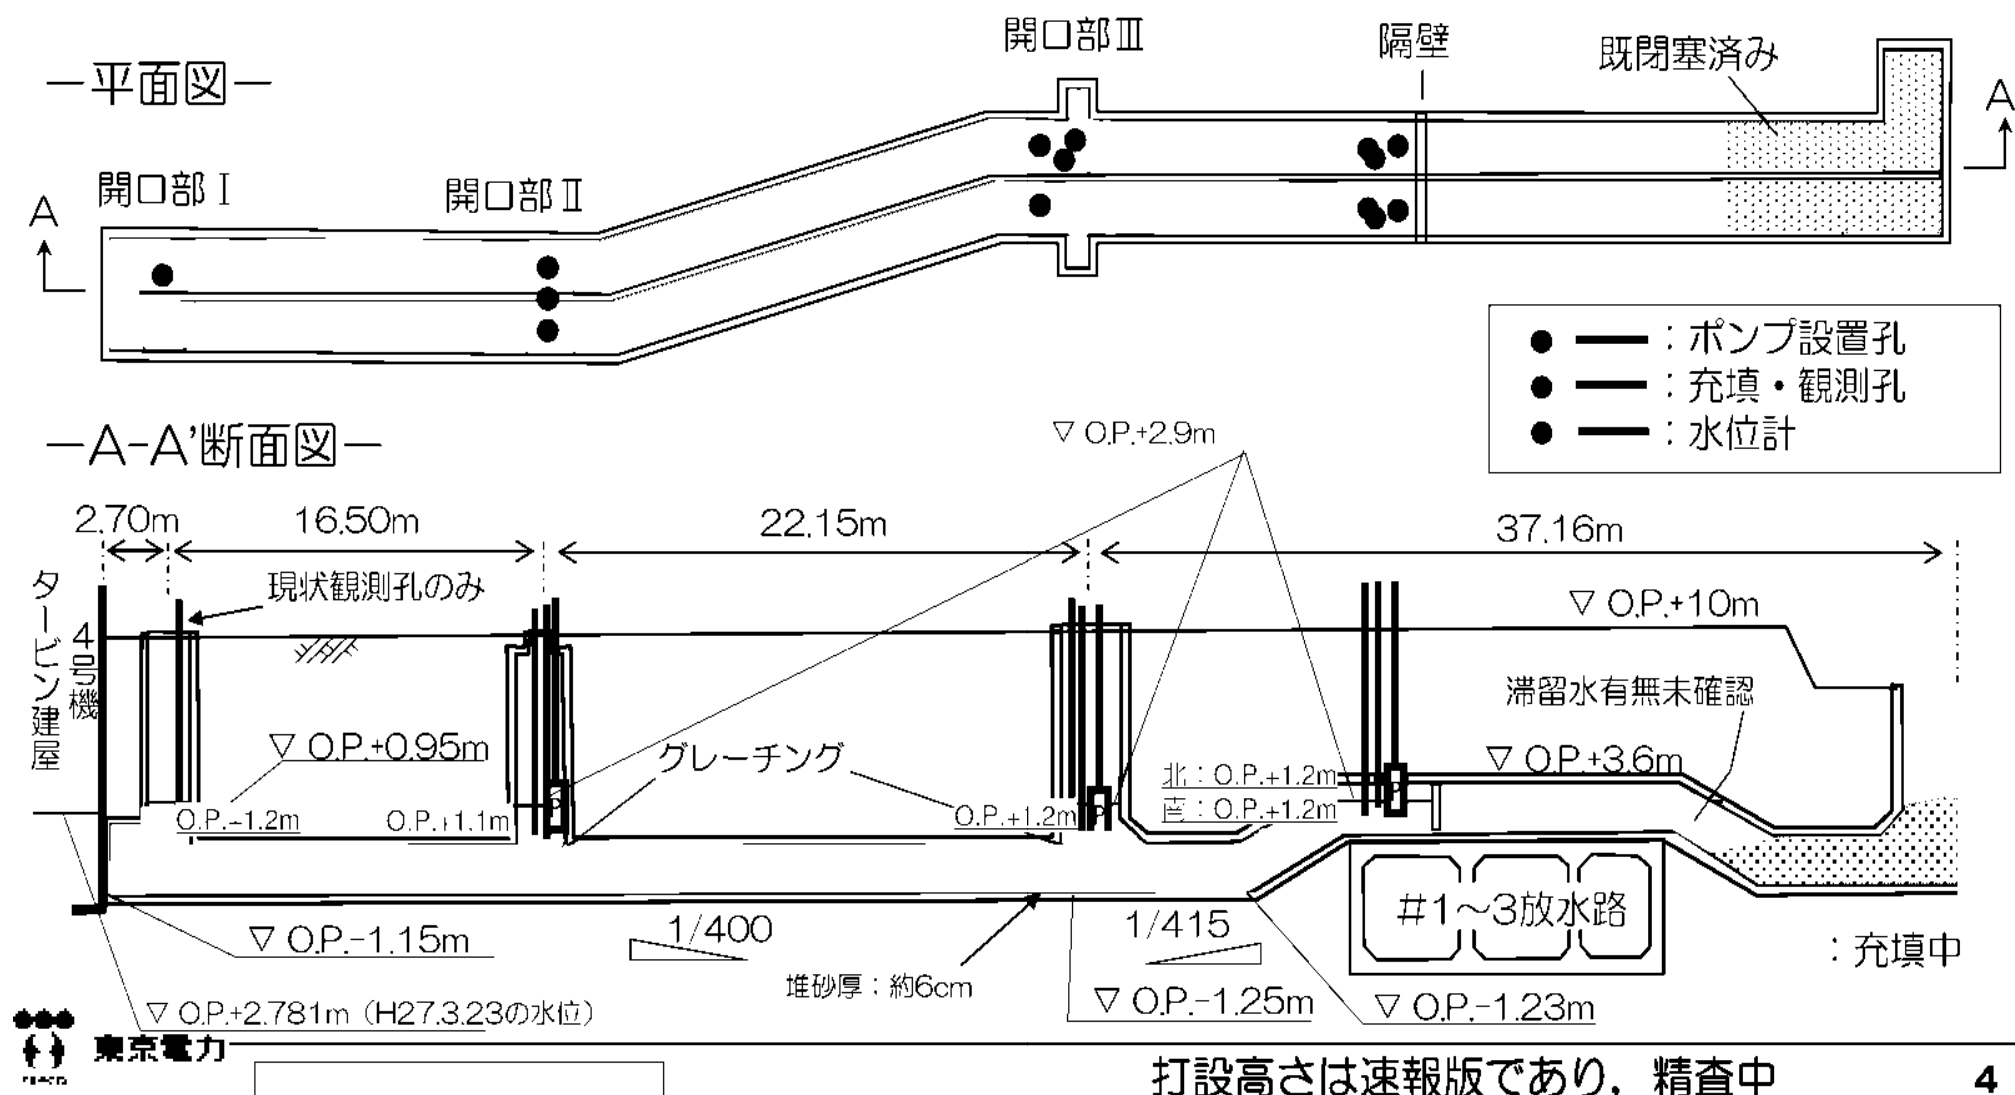 開口部Ⅲ
隔壁
既閉塞済み
―平面図―
A
開口部Ⅰ
開口部Ⅱ
A
●━━：ポンプ設置孔
●━━：充填・観測孔
●━━：水位計
▽ O.P.+2.9m
―A-A'断面図―
2.70m
16.50m
22.15m
37.16m
現状観測孔のみ
▽ O.P.+10m
4号機
タービン建屋
滞留水有無未確認
▽ O.P.+0.95m
グレーチング
▽ O.P.+3.6m
北：O.P.+1.2m
南：O.P.+1.2m
O.P.-1.2m
O.P.+1.1m
O.P.+1.2m
P
P
P
#1～3放水路
1/400
1/415
▽ O.P.-1.15m
：充填中
堆砂厚：約6cm
▽ O.P.-1.25m
▽ O.P.-1.23m
▽ O.P.+2.781m（H27.3.23の水位）
東京電力
打設高さは速報版であり，精査中
4